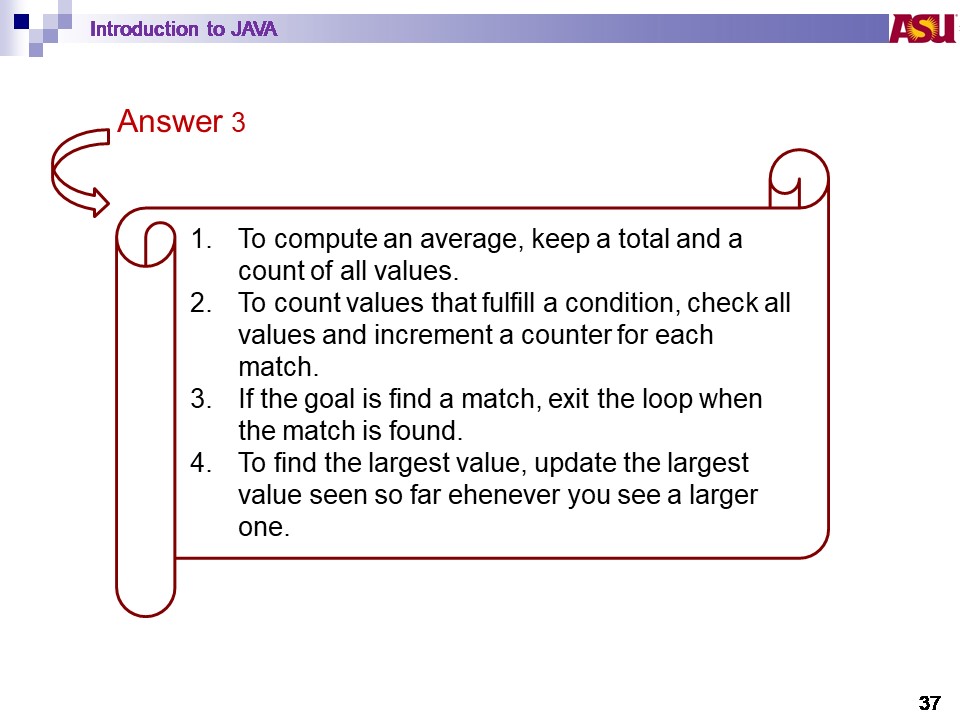 Introduction to JAVA
ASU
Answer 3
1. To compute an average, keep a total and a
count of all values.
2. To count values that fulfill a condition, check all
values and increment a counter for each
match.
3. If the goal is find a match, exit the loop when
the match is found.
4. To find the largest value, update the largest
value seen so far ehenever you see a larger
one.
37